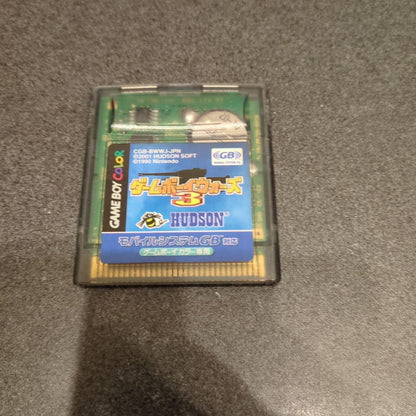 CGB-BWWJ-JPN
©2001 HUDSON SOFT
©1990 Nintendo
GB
GAME BOY COLOR
ゲームボーイウォーズ
3
HUDSON
モバイルシステムGB 対応
ゲームボーイカラー専用